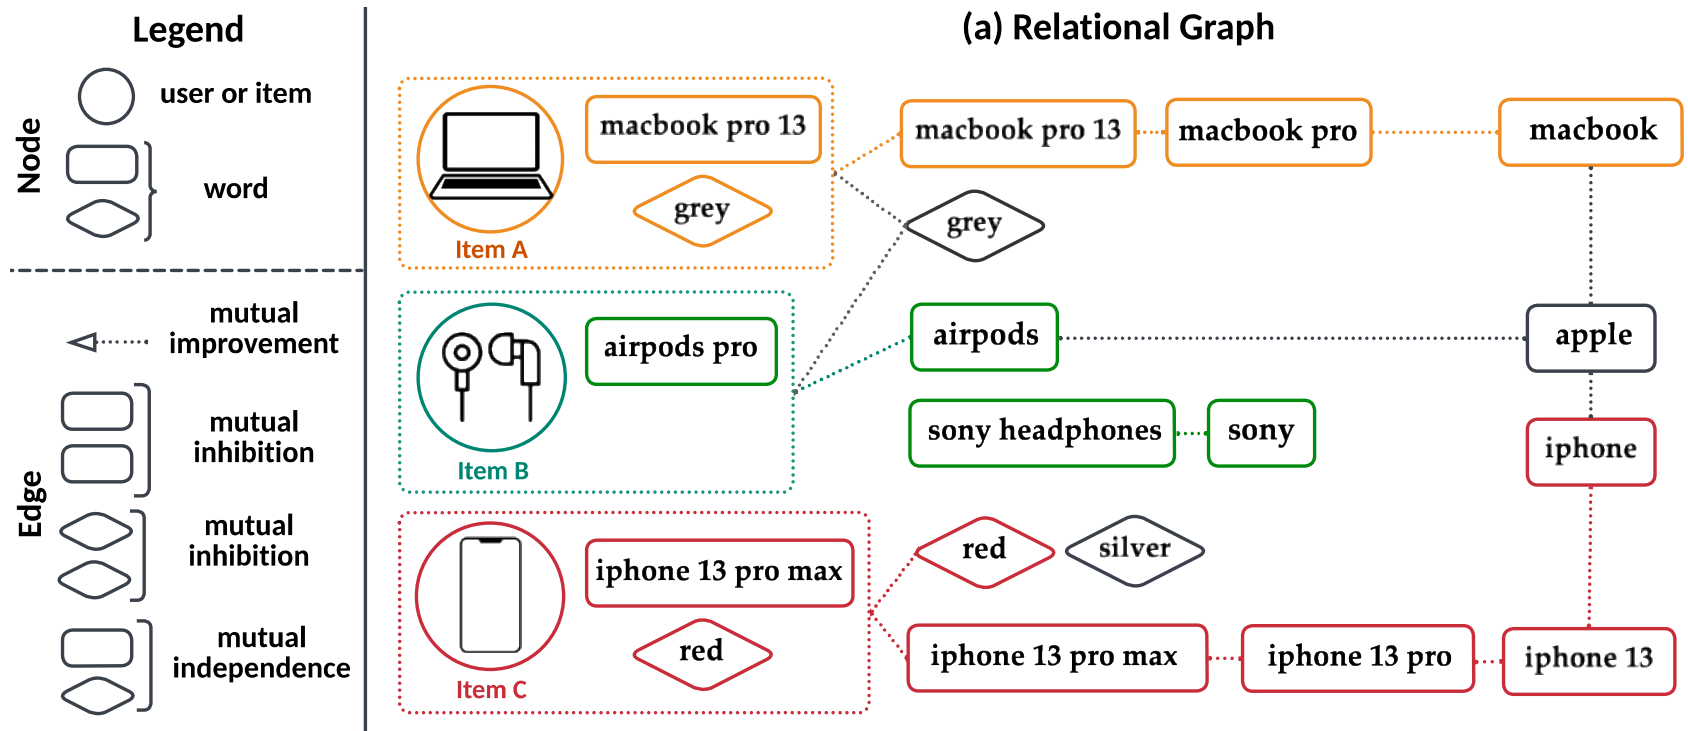 Legend
Node
user or item
word
Edge
mutual
improvement
mutual
inhibition
mutual
inhibition
mutual
independence
(a) Relational Graph
macbook pro 13
grey
Item A
macbook pro 13
macbook pro
macbook
grey
airpods pro
Item B
airpods
apple
sony headphones
sony
iphone
iphone 13 pro max
red
Item C
red
silver
iphone 13 pro max
iphone 13 pro
iphone 13